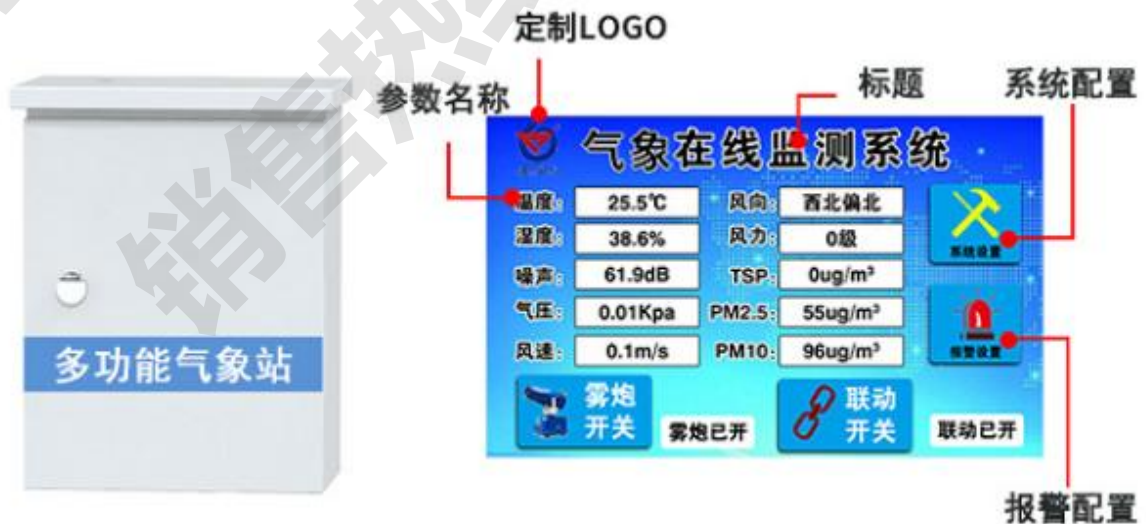 定制LOGO
参数名称
标题
系统配置
气象在线监测系统
温度: 25.5℃ 风向: 西北偏北
系统设置
湿度: 38.6% 风力: 0级
噪声: 61.9dB TSP: 0ug/m³
气压: 0.01Kpa PM2.5: 55ug/m³
报警设置
风速: 0.1m/s PM10: 96ug/m³
多功能气象站
雾炮
开关
雾炮已开
联动
开关
联动已开
报警配置
销售热